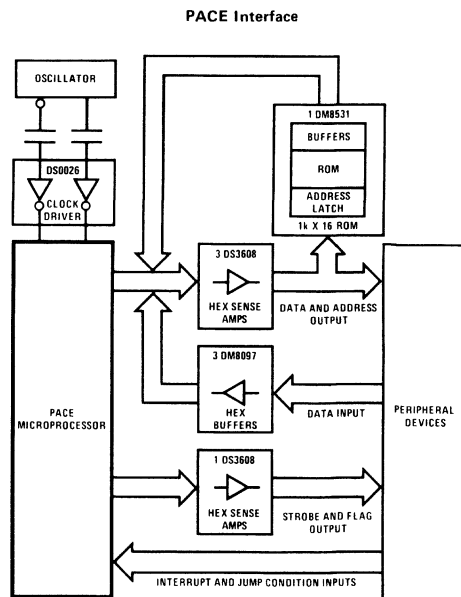 PACE Interface
OSCILLATOR
DS0026
CLOCK
DRIVER
1 DM8531
BUFFERS
ROM
ADDRESS
LATCH
1k X 16 ROM
3 DS3608
HEX SENSE
AMPS
DATA AND ADDRESS
OUTPUT
3 DM8097
HEX
BUFFERS
DATA INPUT
PACE
MICROPROCESSOR
PERIPHERAL
DEVICES
1 DS3608
HEX SENSE
AMPS
STROBE AND FLAG
OUTPUT
INTERRUPT AND JUMP CONDITION INPUTS